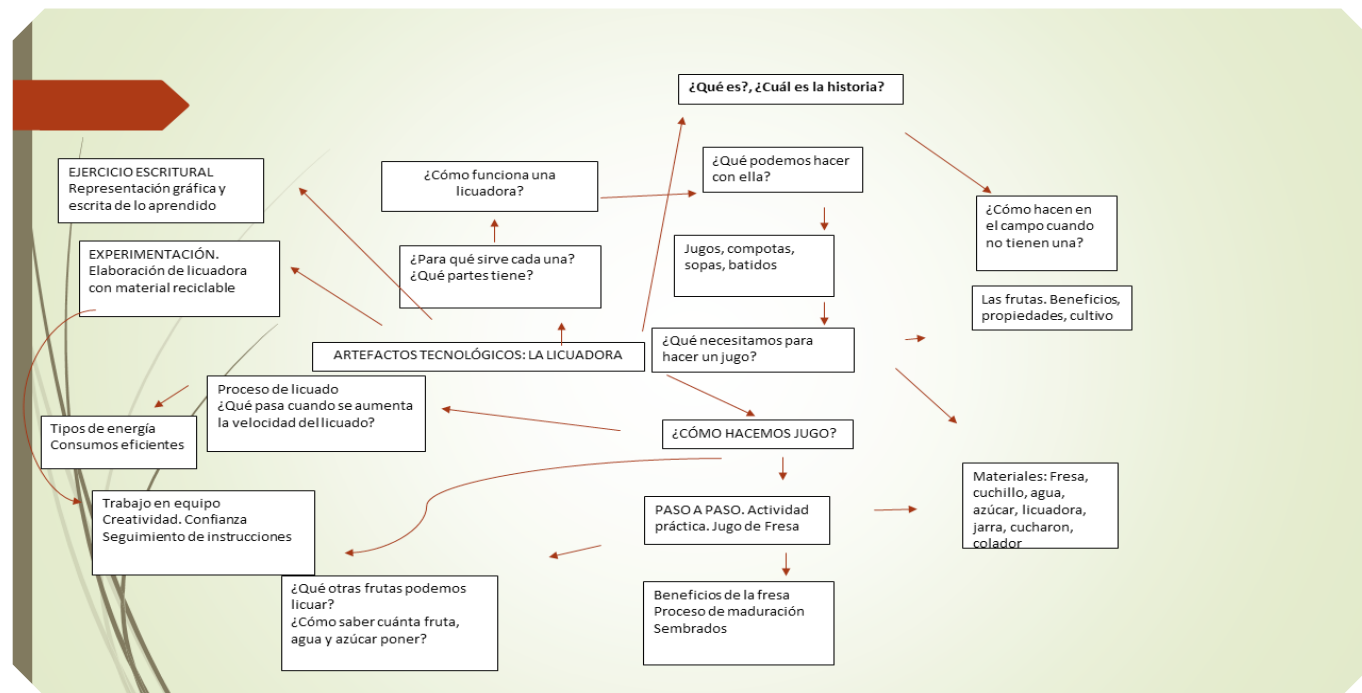 ¿Qué es?, ¿Cuál es la historia?
¿Qué podemos hacer
con ella?
¿Cómo funciona una
licuadora?
EJERCICIO ESCRITURAL
Representación gráfica y
escrita de lo aprendido
¿Cómo hacen en
el campo cuando
no tienen una?
Jugos, compotas,
sopas, batidos
EXPERIMENTACIÓN.
Elaboración de licuadora
con material reciclable
¿Para qué sirve cada una?
¿Qué partes tiene?
Las frutas. Beneficios,
propiedades, cultivo
¿Qué necesitamos para
hacer un jugo?
ARTEFACTOS TECNOLÓGICOS: LA LICUADORA
Proceso de licuado
¿Qué pasa cuando se aumenta
la velocidad del licuado?
Tipos de energía
Consumos eficientes
¿CÓMO HACEMOS JUGO?
Materiales: Fresa,
cuchillo, agua,
azúcar, licuadora,
jarra, cucharon,
colador
Trabajo en equipo
Creatividad. Confianza
Seguimiento de instrucciones
PASO A PASO. Actividad
práctica. Jugo de Fresa
¿Qué otras frutas podemos
licuar?
¿Cómo saber cuánta fruta,
agua y azúcar poner?
Beneficios de la fresa
Proceso de maduración
Sembrados